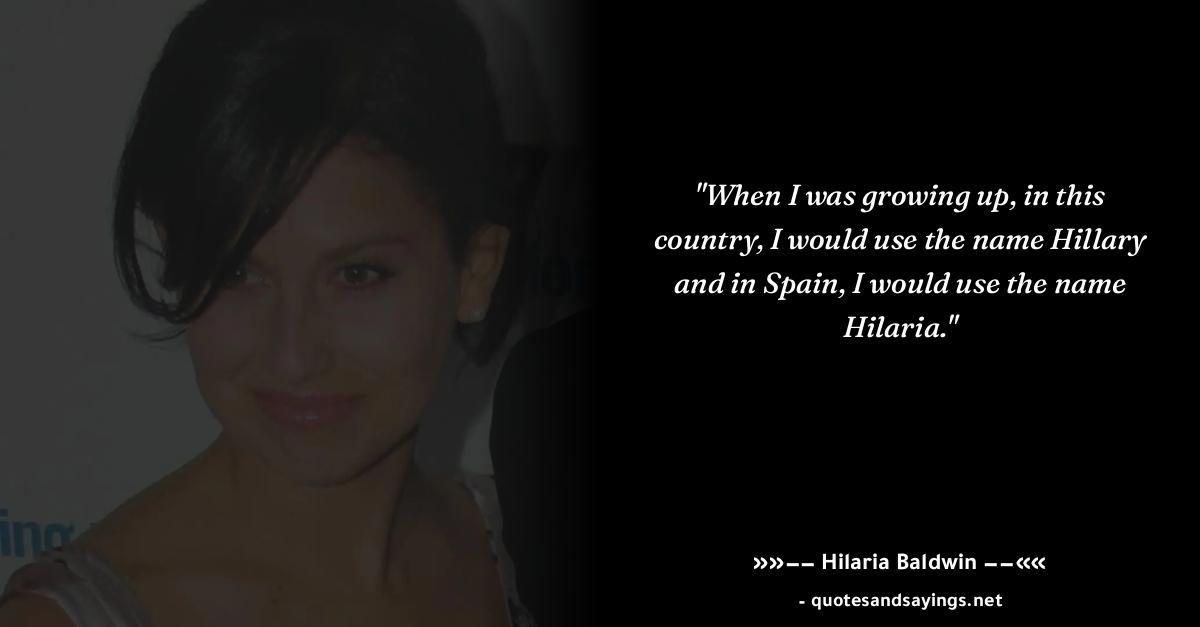 "When I was growing up, in this
country, I would use the name Hillary
and in Spain, I would use the name
Hilaria."
»»–– Hilaria Baldwin ––««
- quotesandsayings.net
ing